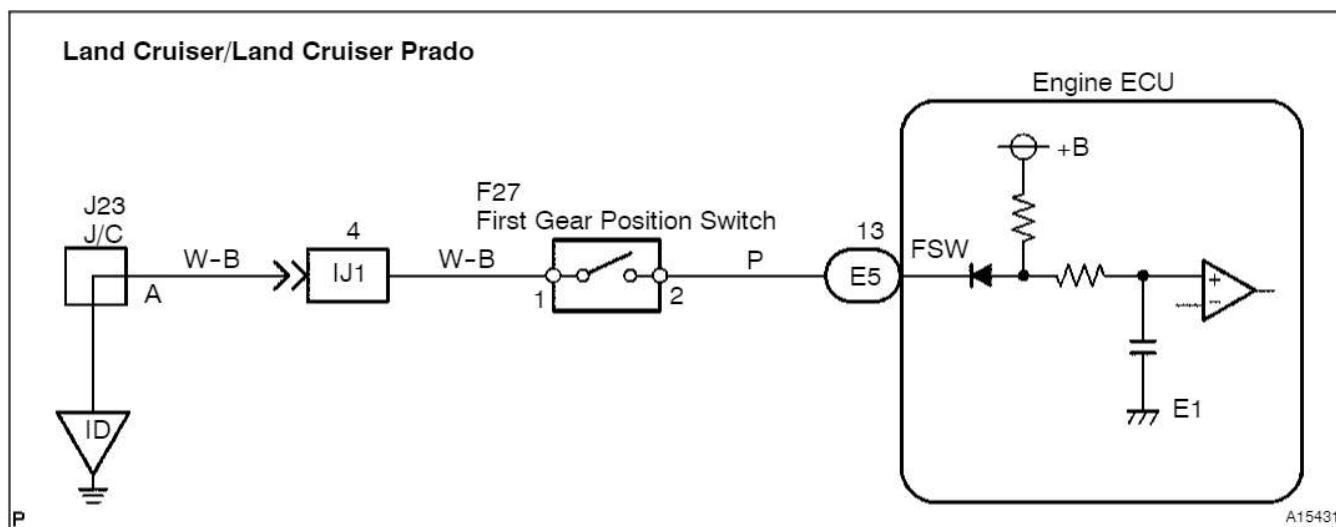 Land Cruiser/Land Cruiser Prado
Engine ECU
+B
F27
First Gear Position Switch
J23
J/C
4
13
W-B
W-B
P
FSW
A
IJ1
1
2
E5
+
-
E1
ID
P
A15431